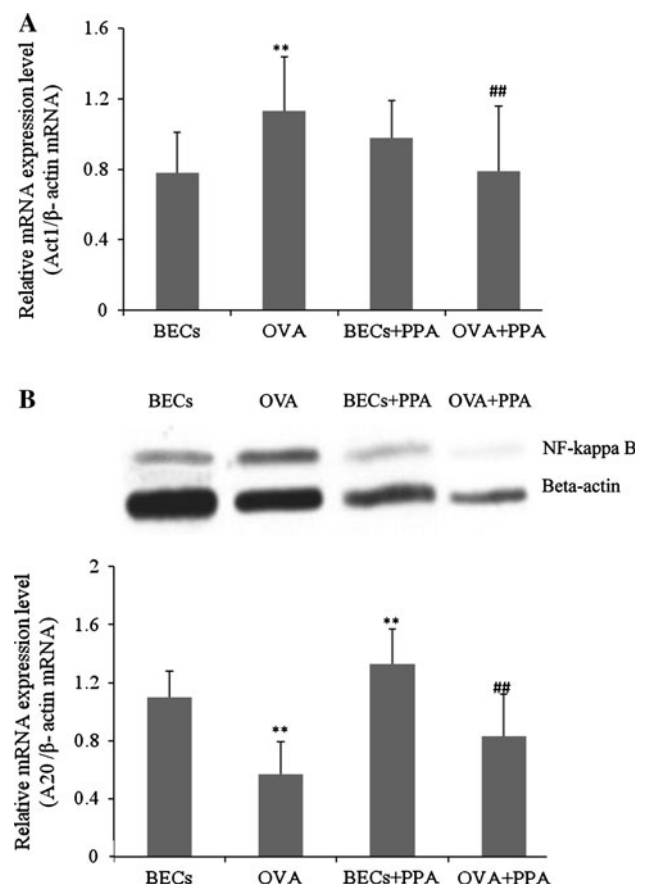 A
Relative mRNA expression level
(Act1/β- actin mRNA)
1.6
1.2
0.8
0.4
0
**
##
BECs OVA BECs+PPA OVA+PPA
B
BECs OVA BECs+PPA OVA+PPA
NF-kappa B
Beta-actin
Relative mRNA expression level
(A20 /β- actin mRNA)
2
1.6
1.2
0.8
0.4
0
**
**
##
BECs OVA BECs+PPA OVA+PPA